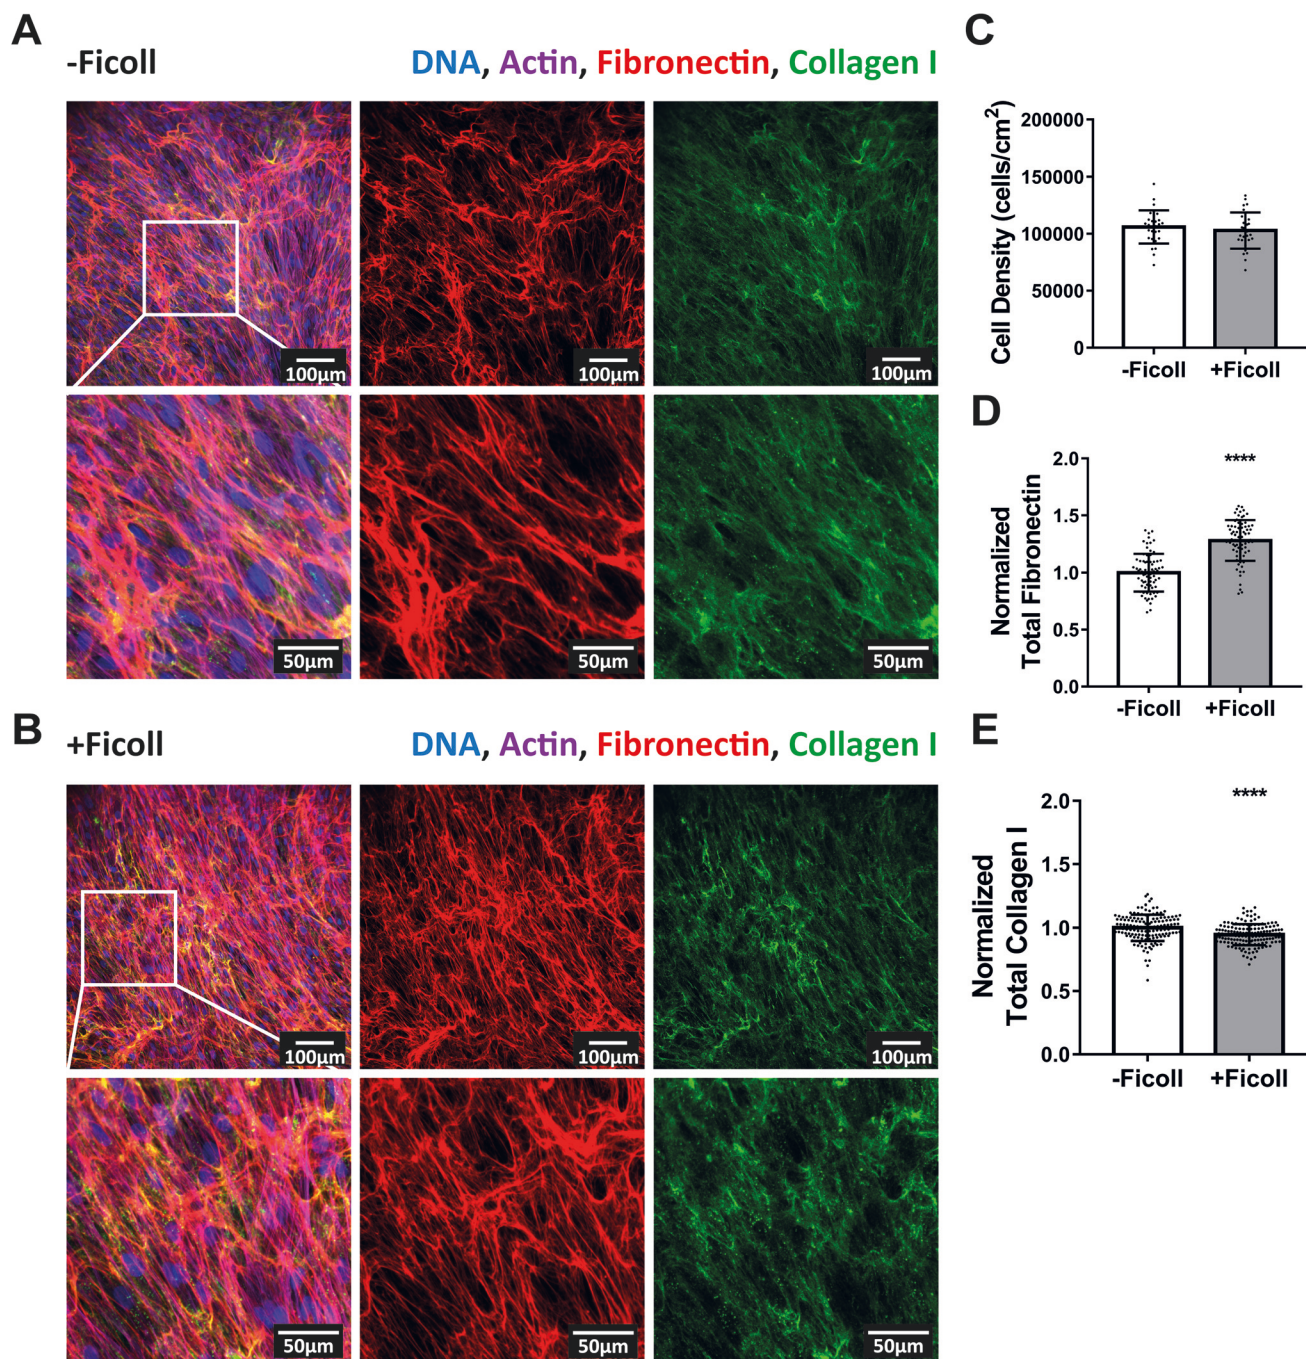 A
-Ficoll
DNA, Actin, Fibronectin, Collagen I
100µm
100µm
100µm
50µm
50µm
50µm
B
+Ficoll
DNA, Actin, Fibronectin, Collagen I
100µm
100µm
100µm
50µm
50µm
50µm
C
Cell Density (cells/cm²)
200000
150000
100000
50000
0
-Ficoll +Ficoll
D
Normalized
Total Fibronectin
2.0
1.5
1.0
0.5
0.0
****
-Ficoll +Ficoll
E
Normalized
Total Collagen I
2.0
1.5
1.0
0.5
0.0
****
-Ficoll +Ficoll